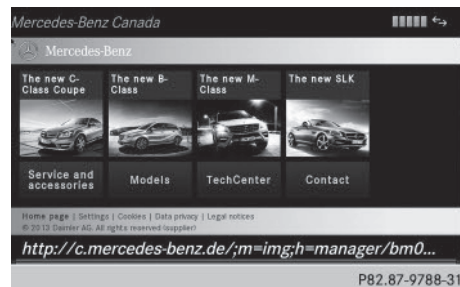 Mercedes-Benz Canada
Mercedes-Benz
The new C-
Class Coupe
The new B-
Class
The new M-
Class
The new SLK
Service and
accessories
Models
TechCenter
Contact
Home page | Settings | Cookies | Data privacy | Legal notices
© 2013 Daimler AG. All rights reserved (supplier)
http://c.mercedes-benz.de/;m=img;h=manager/bm0...
P82.87-9788-31